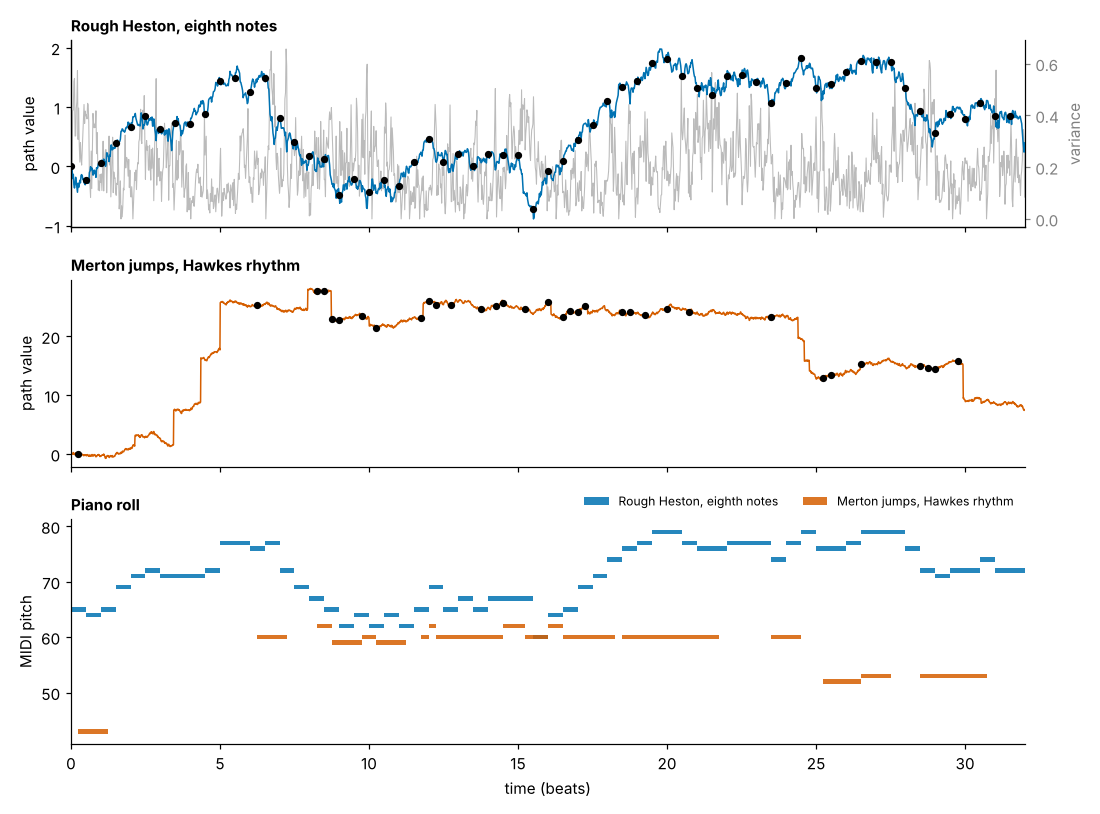 Rough Heston, eighth notes
path value
2
1
0
−1
0.6
0.4
0.2
0.0
variance
Merton jumps, Hawkes rhythm
path value
20
10
0
Piano roll
Rough Heston, eighth notes
Merton jumps, Hawkes rhythm
MIDI pitch
80
70
60
50
0 5 10 15 20 25 30
time (beats)